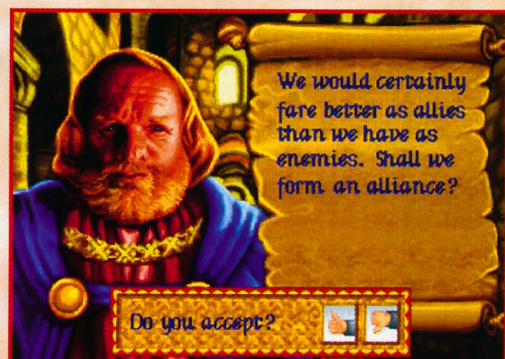 We would certainly
fare better as allies
than we have as
enemies. Shall we
form an alliance?
Do you accept?